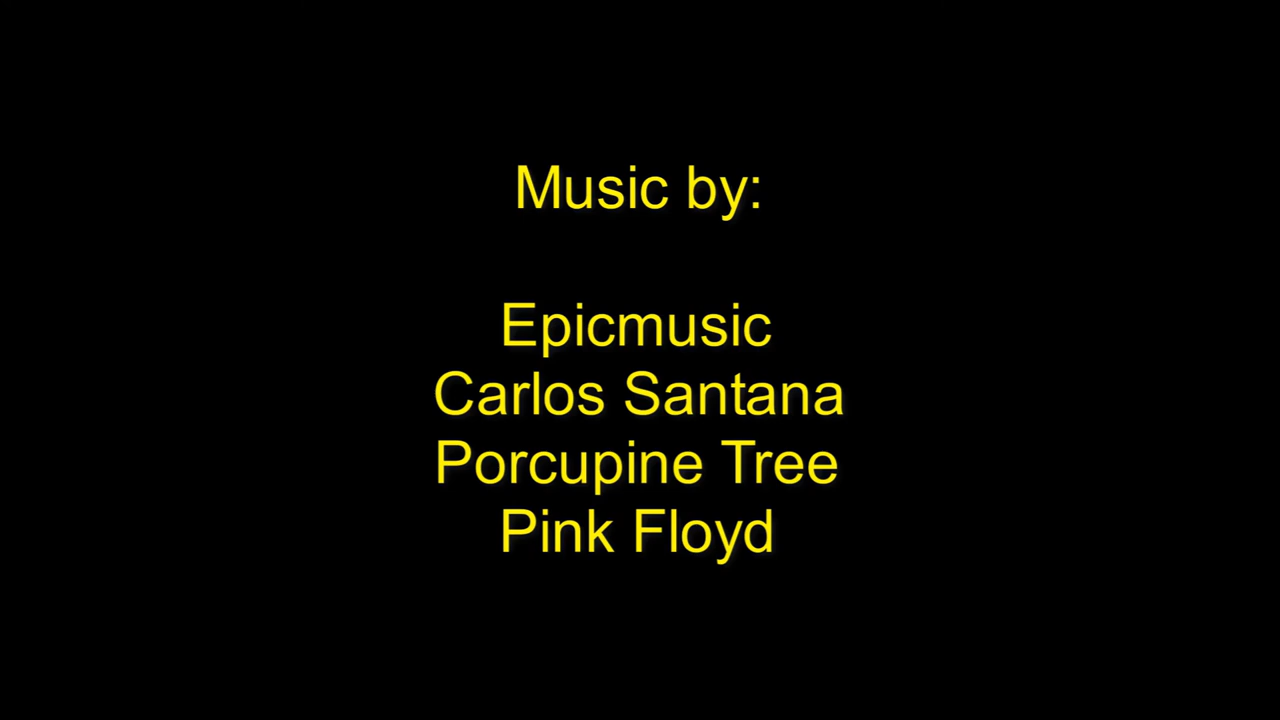 Music by:
Epicmusic
Carlos Santana
Porcupine Tree
Pink Floyd